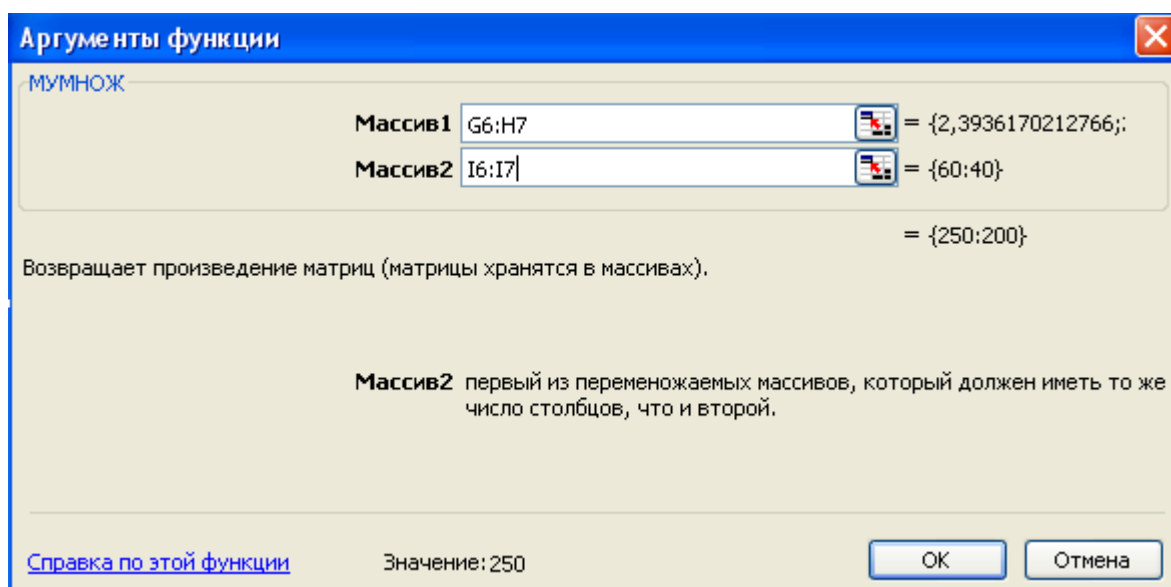 Аргументы функции
МУМНОЖ
Массив1 G6:H7 = {2,3936170212766;
Массив2 I6:I7 = {60:40}
= {250:200}
Возвращает произведение матриц (матрицы хранятся в массивах).
Массив2 первый из переменожаемых массивов, который должен иметь то же
число столбцов, что и второй.
Справка по этой функции Значение: 250 ОК Отмена